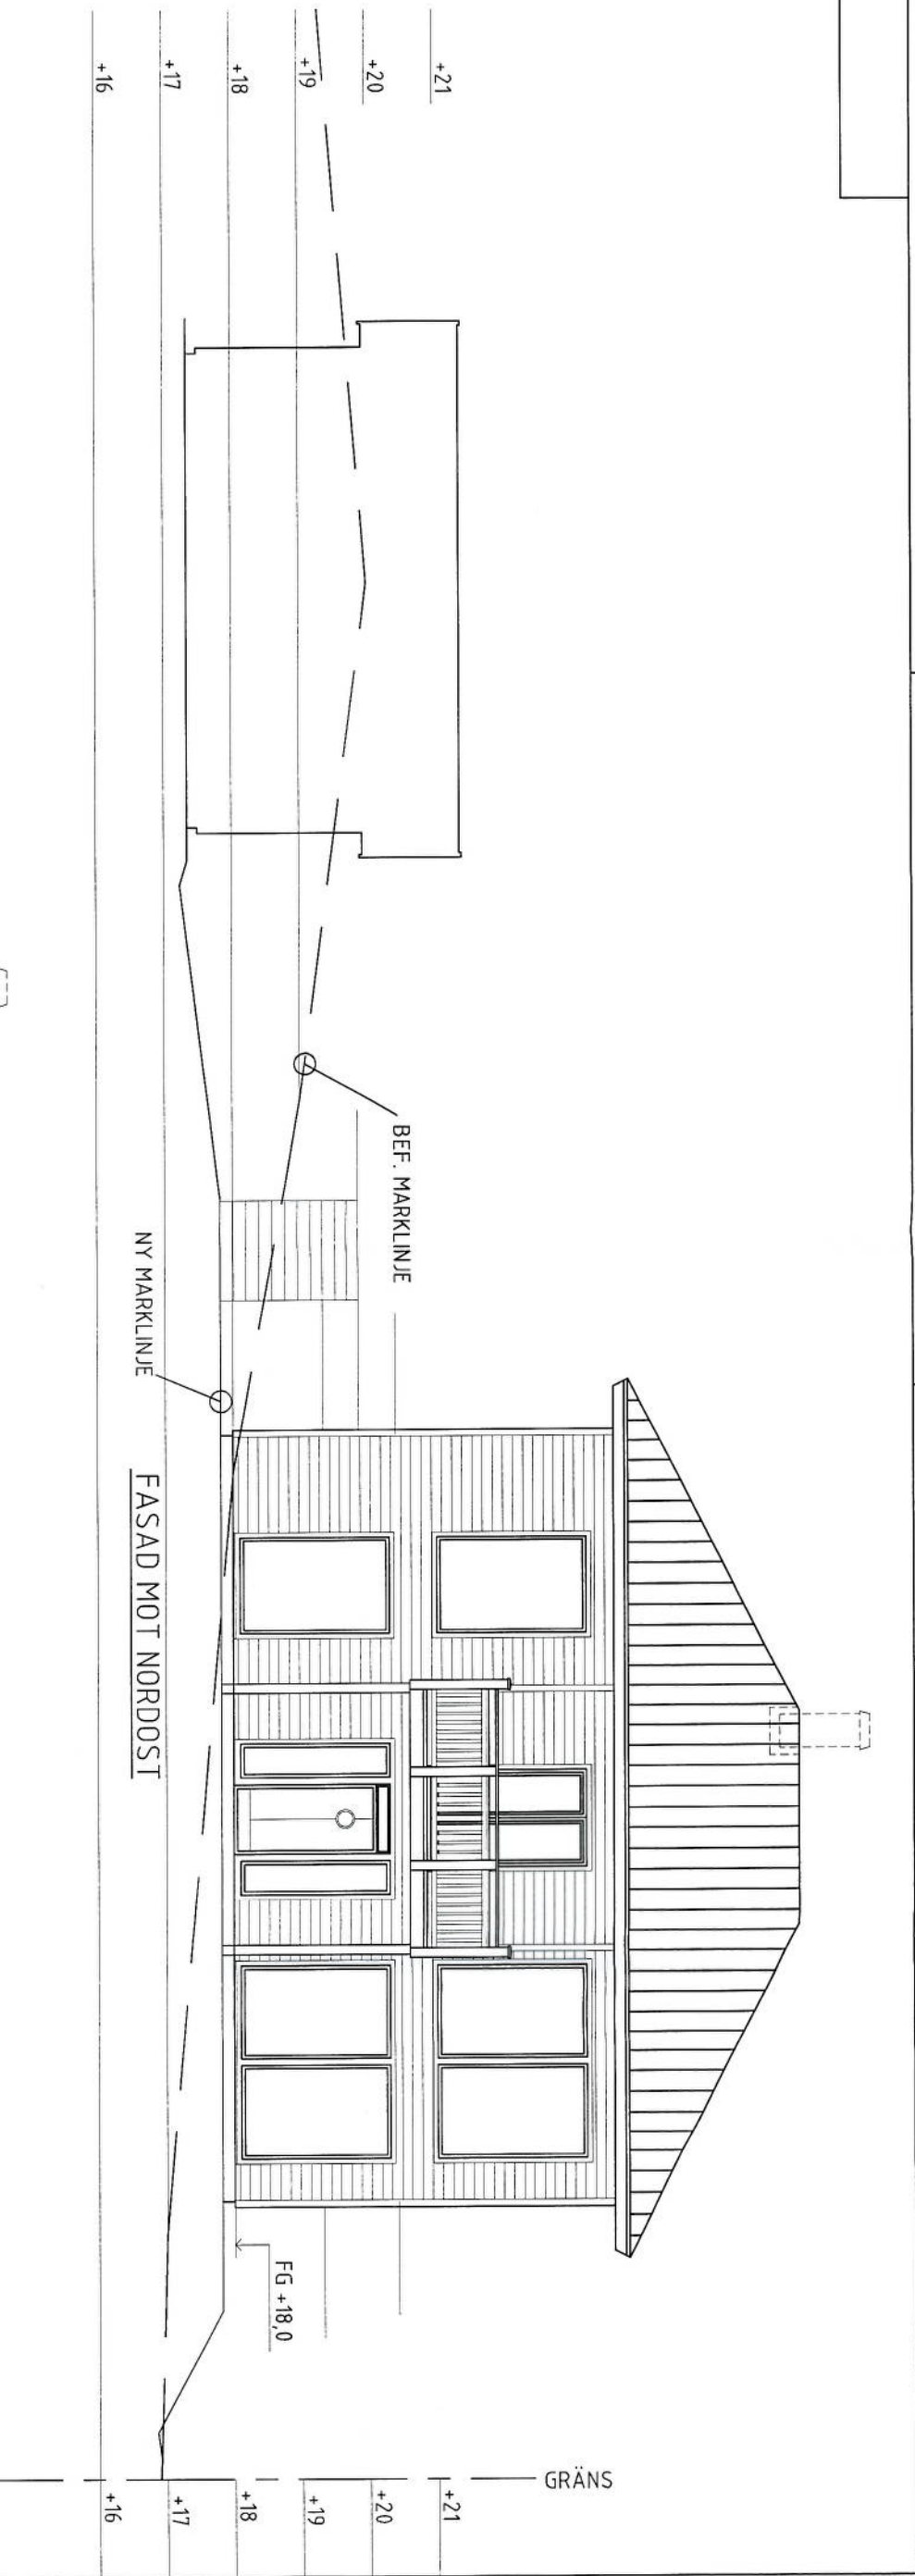 +21
+20
+19
+18
+17
+16
BEF. MARKLINJE
NY MARKLINJE
FASAD MOT NORDOST
FG +18,0
GRÄNS
+21
+20
+19
+18
+17
+16